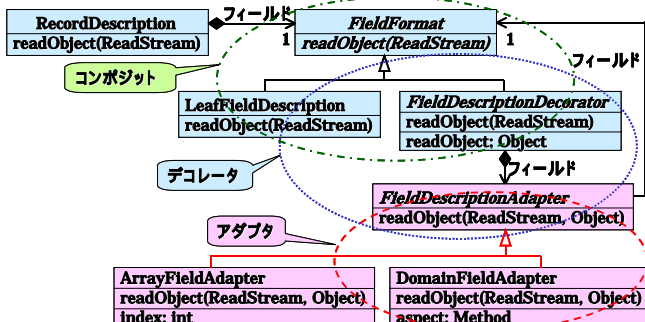 フィールド
RecordDescription
FieldFormat
readObject(ReadStream)
1
readObject(ReadStream)
1
フィールド
コンポジット
LeafFieldDescription
FieldDescriptionDecorator
readObject(ReadStream)
readObject(ReadStream)
readObject: Object
デコレータ
フィールド
FieldDescriptionAdapter
readObject(ReadStream, Object)
アダプタ
ArrayFieldAdapter
DomainFieldAdapter
readObject(ReadStream, Object)
readObject(ReadStream, Object)
index: int
aspect: Method